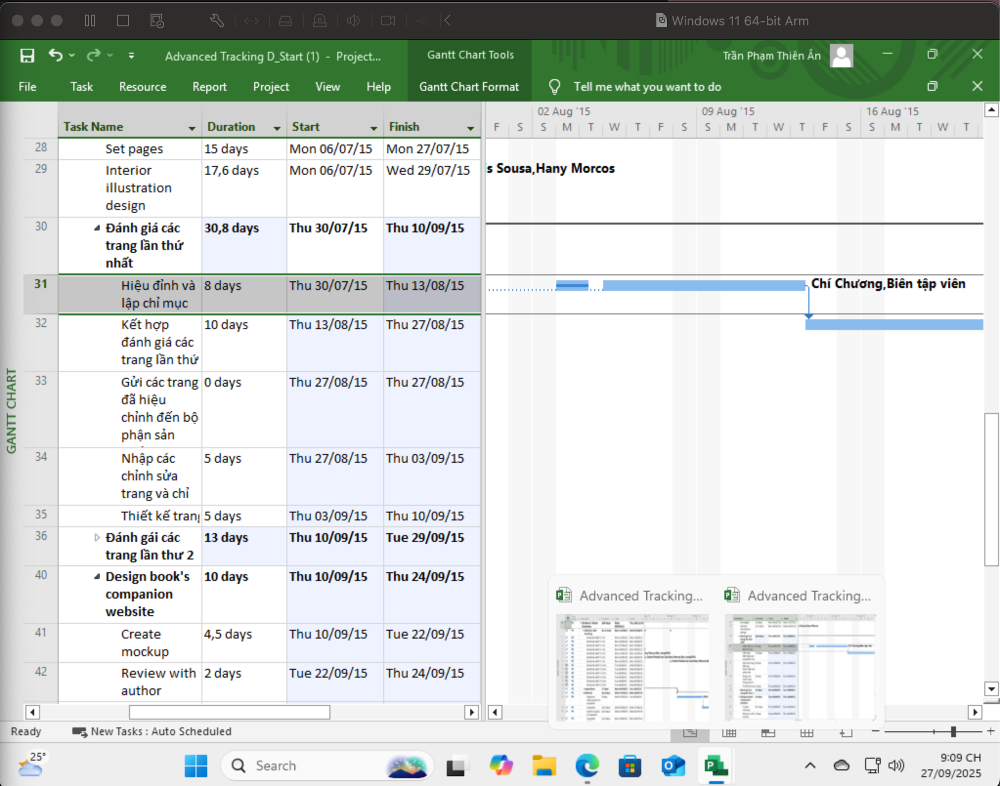 Windows 11 64-bit Arm
Advanced Tracking D_Start (1) - Project...
Gantt Chart Tools
Trần Phạm Thiên Ân
File Task Resource Report Project View Help Gantt Chart Format Tell me what you want to do
Task Name Duration Start Finish
02 Aug '15 09 Aug '15 16 Aug '15
F S S M T W T F S S M T W T F S S M T W T
28 Set pages 15 days Mon 06/07/15 Mon 27/07/15
29 Interior 17,6 days Mon 06/07/15 Wed 29/07/15
illustration
design
's Sousa,Hany Morcos
30 Đánh giá các 30,8 days Thu 30/07/15 Thu 10/09/15
trang lần thứ
nhất
31 Hiệu đỉnh và 8 days Thu 30/07/15 Thu 13/08/15
lập chỉ mục
Chí Chương,Biên tập viên
32 Kết hợp 10 days Thu 13/08/15 Thu 27/08/15
đánh giá các
trang lần thứ
33 Gửi các trang 0 days Thu 27/08/15 Thu 27/08/15
đã hiệu
chỉnh đến bộ
phận sản
34 Nhập các 5 days Thu 27/08/15 Thu 03/09/15
chỉnh sửa
trang và chỉ
35 Thiết kế trang 5 days Thu 03/09/15 Thu 10/09/15
36 Đánh gái các 13 days Thu 10/09/15 Tue 29/09/15
trang lần thư 2
40 Design book's 10 days Thu 10/09/15 Thu 24/09/15
companion
website
41 Create 4,5 days Thu 10/09/15 Tue 22/09/15
mockup
42 Review with 2 days Tue 22/09/15 Thu 24/09/15
author
GANTT CHART
Advanced Tracking...
Advanced Tracking...
Ready New Tasks : Auto Scheduled
25°
Search
9:09 CH
27/09/2025